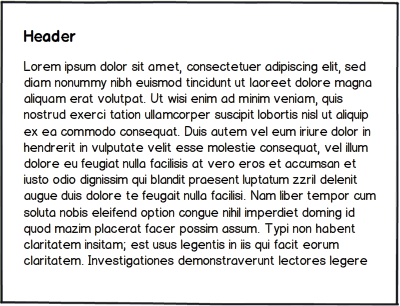 Header
Lorem ipsum dolor sit amet, consectetuer adipiscing elit, sed
diam nonummy nibh euismod tincidunt ut laoreet dolore magna
aliquam erat volutpat. Ut wisi enim ad minim veniam, quis
nostrud exerci tation ullamcorper suscipit lobortis nisl ut aliquip
ex ea commodo consequat. Duis autem vel eum iriure dolor in
hendrerit in vulputate velit esse molestie consequat, vel illum
dolore eu feugiat nulla facilisis at vero eros et accumsan et
iusto odio dignissim qui blandit praesent luptatum zzril delenit
augue duis dolore te feugait nulla facilisi. Nam liber tempor cum
soluta nobis eleifend option congue nihil imperdiet doming id
quod mazim placerat facer possim assum. Typi non habent
claritatem insitam; est usus legentis in iis qui facit eorum
claritatem. Investigationes demonstraverunt lectores legere